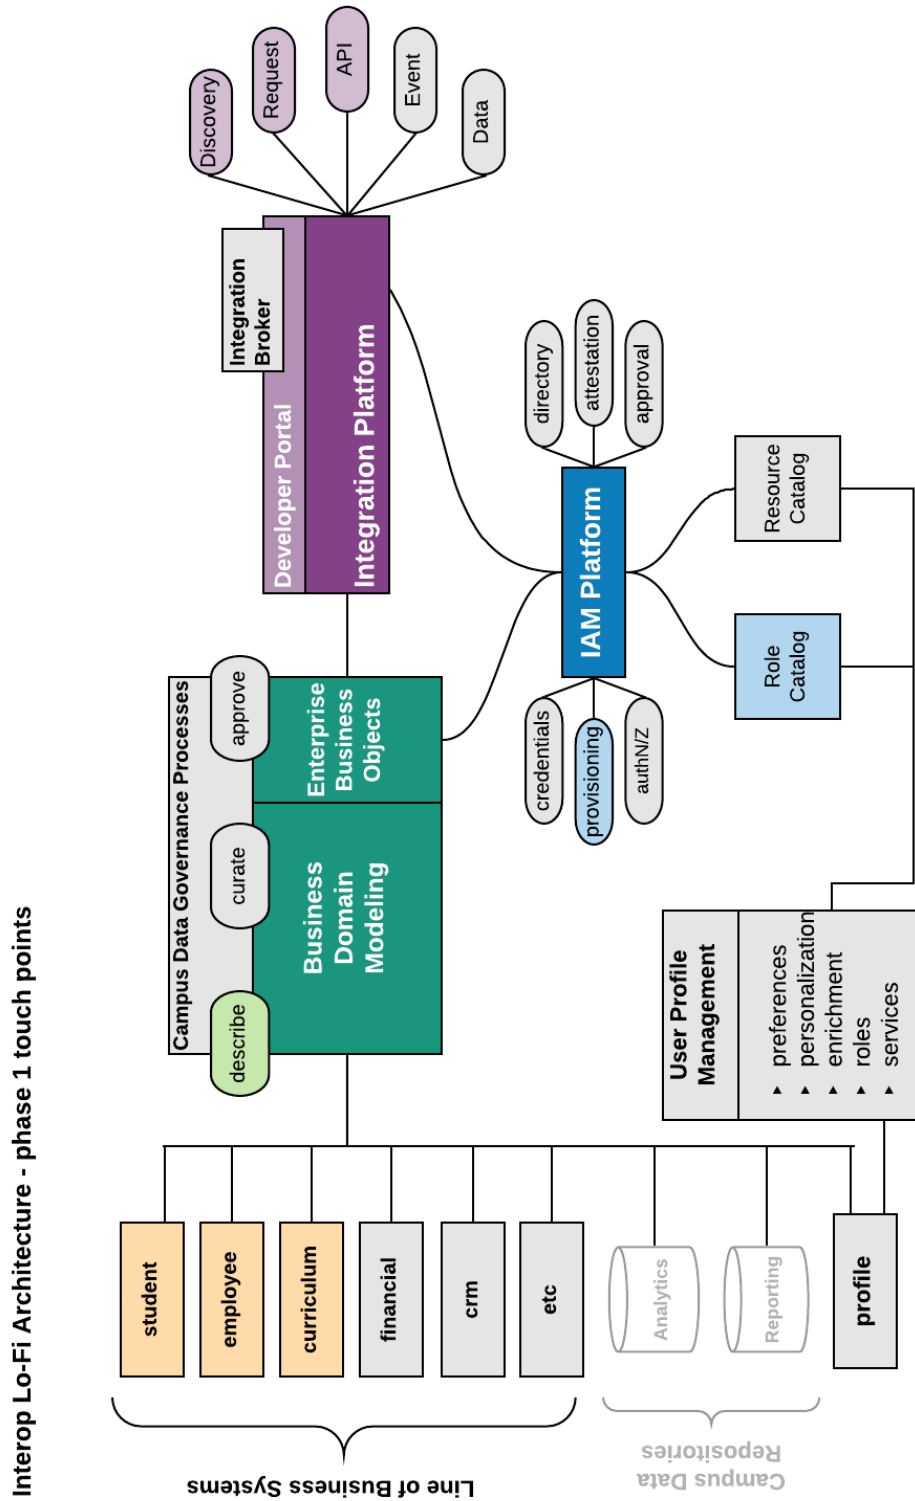 Interop Lo-Fi Architecture - phase 1 touch points
Line of Business Systems
student
employee
curriculum
financial
crm
etc
Campus Data
Repositories
Analytics
Reporting
profile
Campus Data Governance Processes
describe
curate
approve
Business
Domain
Modeling
Enterprise
Business
Objects
User Profile
Management
▸ preferences
▸ personalization
▸ enrichment
▸ roles
▸ services
Integration
Broker
Developer Portal
Integration Platform
Discovery
Request
API
Event
Data
IAM Platform
credentials
provisioning
authN/Z
directory
attestation
approval
Role
Catalog
Resource
Catalog